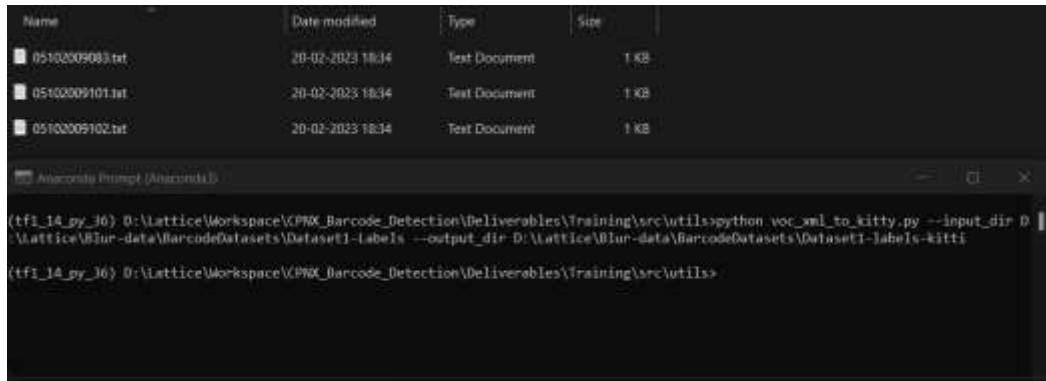 Name Date modified Type Size
05102009083.txt 20-02-2023 18:34 Text Document 1 KB
05102009101.txt 20-02-2023 18:34 Text Document 1 KB
05102009102.txt 20-02-2023 18:34 Text Document 1 KB
Anaconda Prompt (Anaconda3)
(tf1_14_py_36) D:\Lattice\Workspace\CPNX_Barcode_Detection\Deliverables\Training\src\utils>python voc_xml_to_kitty.py --input_dir D
:\Lattice\Blur-data\BarcodeDatasets\Dataset1-Labels --output_dir D:\Lattice\Blur-data\BarcodeDatasets\Dataset1-labels-kitti
(tf1_14_py_36) D:\Lattice\Workspace\CPNX_Barcode_Detection\Deliverables\Training\src\utils>